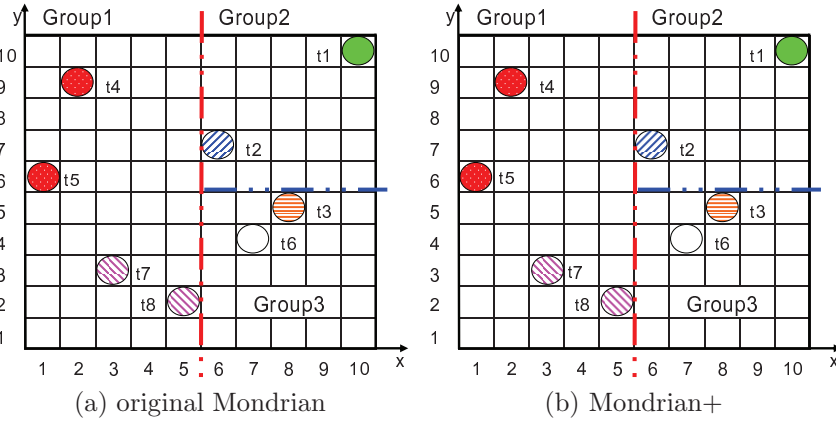 y Group1 Group2
10 t1
9 t4
8
7 t2
6 t5
5 t3
4 t6
3 t7
2 t8 Group3
1
x
1 2 3 4 5 6 7 8 9 10
(a) original Mondrian
y Group1 Group2
10 t1
9 t4
8
7 t2
6 t5
5 t3
4 t6
3 t7
2 t8 Group3
1
x
1 2 3 4 5 6 7 8 9 10
(b) Mondrian+